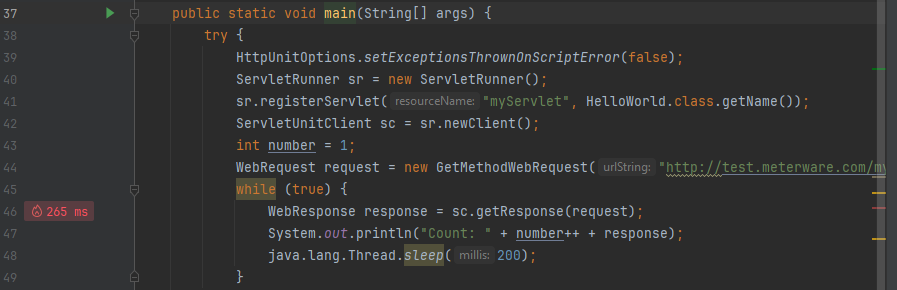 37 public static void main(String[] args) {
38 try {
39 HttpUnitOptions.setExceptionsThrownOnScriptError(false);
40 ServletRunner sr = new ServletRunner();
41 sr.registerServlet( resourceName: "myServlet", HelloWorld.class.getName());
42 ServletUnitClient sc = sr.newClient();
43 int number = 1;
44 WebRequest request = new GetMethodWebRequest( urlString: "http://test.meterware.com/my
45 while (true) {
46 265 ms WebResponse response = sc.getResponse(request);
47 System.out.println("Count: " + number++ + response);
48 java.lang.Thread.sleep( millis: 200);
49 }